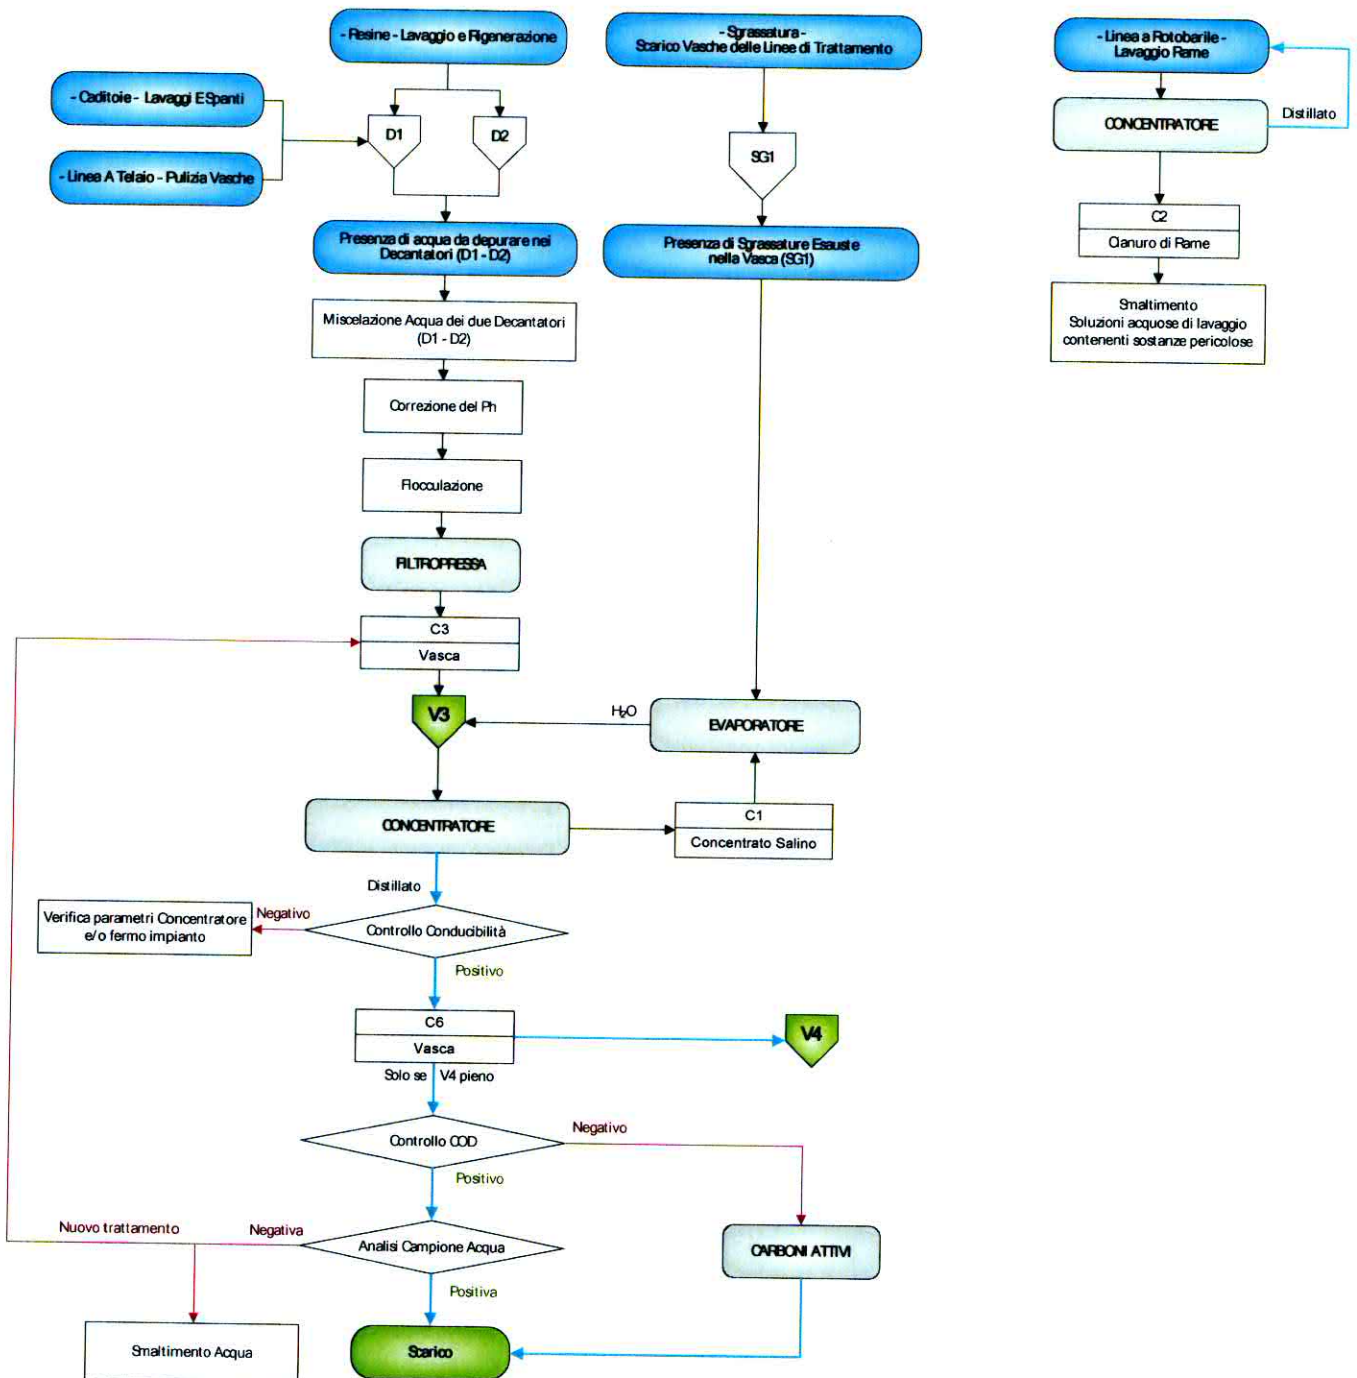 - Resine - Lavaggio e Rigenerazione
- Sgrassatura -
Scarico Vasche delle Linee di Trattamento
- Linea a Rotobarile -
Lavaggio Rame
- Caditoie - Lavaggi E Spanti
D1
D2
- Linea A Telaio - Pulizia Vasche
SG1
CONCENTRATORE
Distillato
C2
Cianuro di Rame
Smaltimento
Soluzioni acquose di lavaggio
contenenti sostanze pericolose
Presenza di acqua da depurare nei
Decantatori (D1 - D2)
Presenza di Sgrassature Esauste
nella Vasca (SG1)
Miscelazione Acqua dei due Decantatori
(D1 - D2)
Correzione del Ph
Flocculazione
FILTROPRESSA
C3
Vasca
V3
H₂O
EVAPORATORE
CONCENTRATORE
C1
Concentrato Salino
Distillato
Verifica parametri Concentratore
e/o fermo impianto
Negativo
Controllo Conducibilità
Positivo
C6
Vasca
V4
Solo se V4 pieno
Controllo COD
Negativo
Positivo
Nuovo trattamento
Negativa
Analisi Campione Acqua
CARBONI ATTIVI
Positiva
Smaltimento Acqua
Scarico